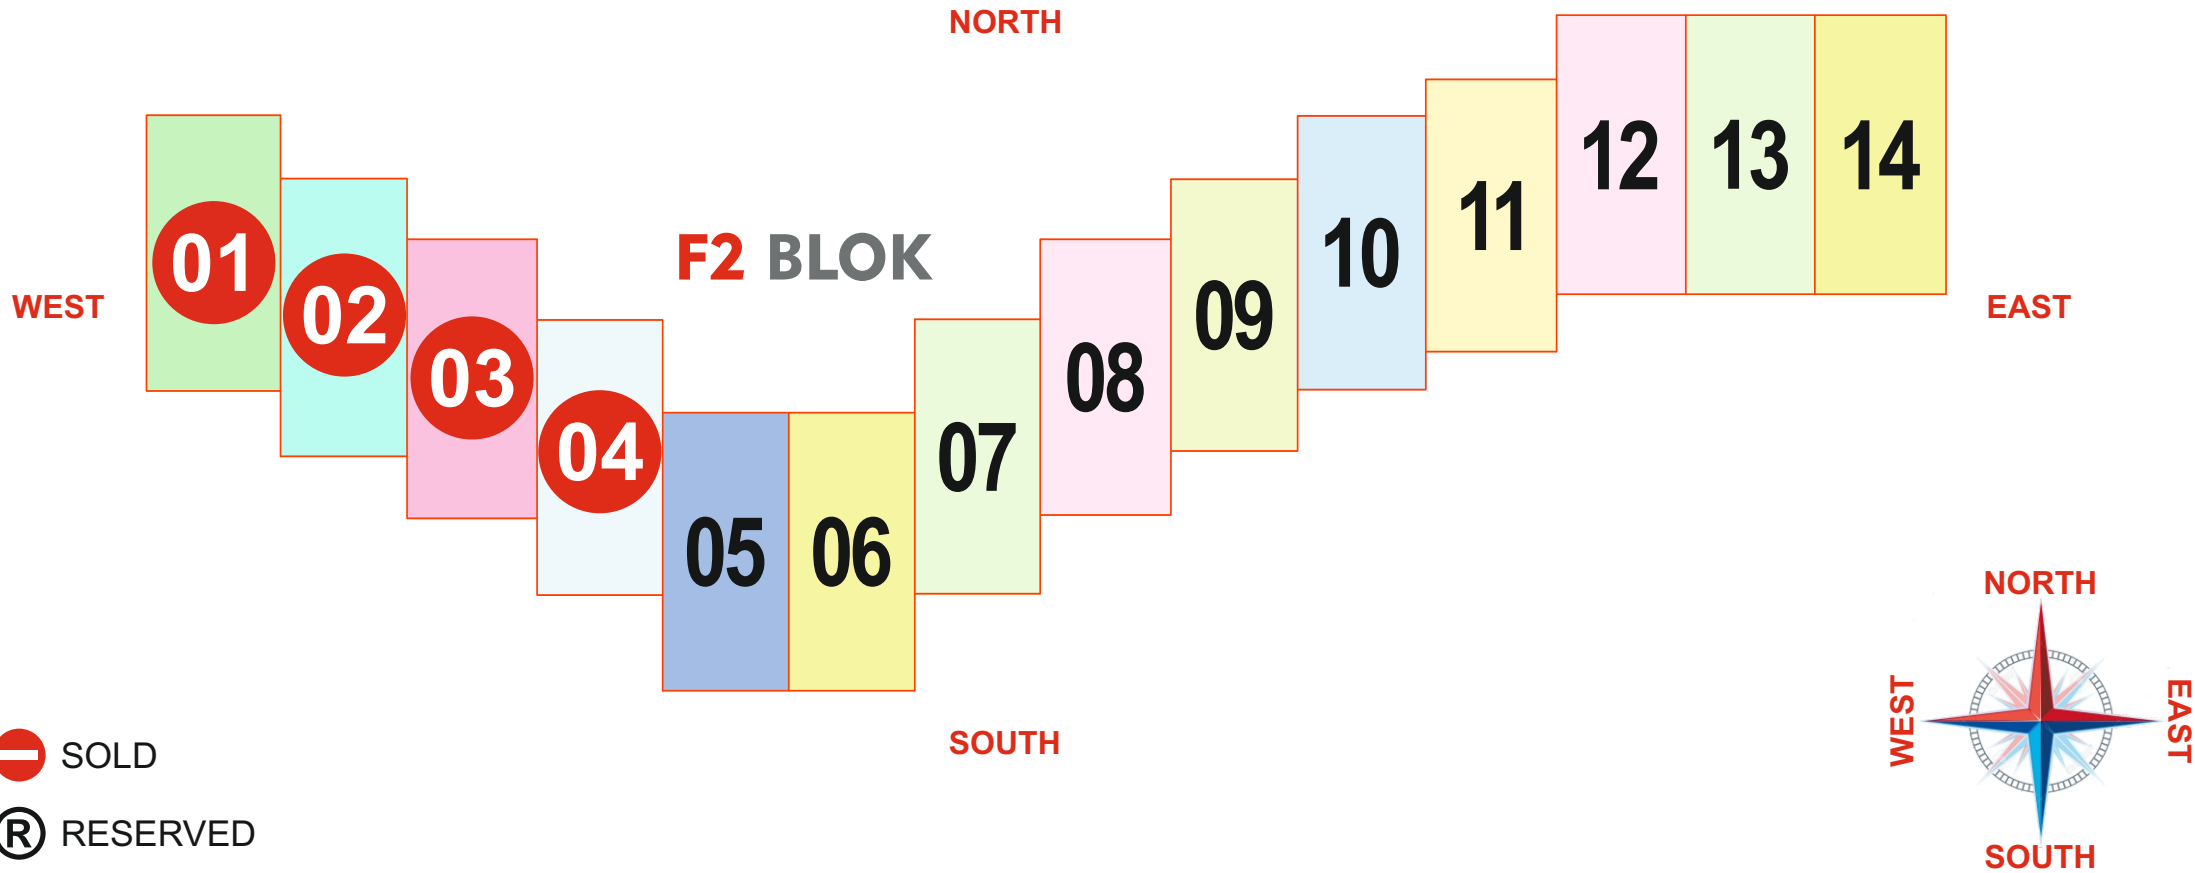 NORTH
F2 BLOK
WEST
EAST
01
02
03
04
05
06
07
08
09
10
11
12
13
14
SOUTH
SOLD
R RESERVED
NORTH
WEST
EAST
SOUTH